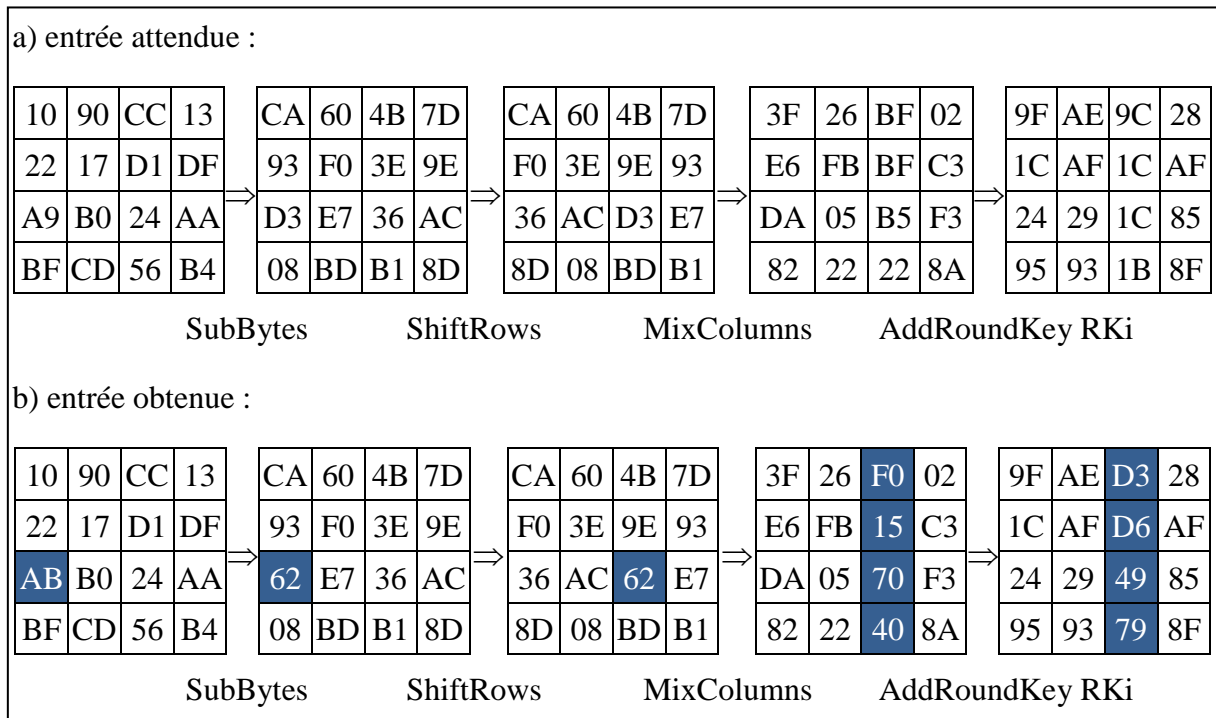 a) entrée attendue :
10 90 CC 13 CA 60 4B 7D CA 60 4B 7D 3F 26 BF 02 9F AE 9C 28
22 17 D1 DF 93 F0 3E 9E F0 3E 9E 93 E6 FB BF C3 1C AF 1C AF
⇒ ⇒ ⇒ ⇒
A9 B0 24 AA D3 E7 36 AC 36 AC D3 E7 DA 05 B5 F3 24 29 1C 85
BF CD 56 B4 08 BD B1 8D 8D 08 BD B1 82 22 22 8A 95 93 1B 8F
SubBytes ShiftRows MixColumns AddRoundKey RKi
b) entrée obtenue :
10 90 CC 13 CA 60 4B 7D CA 60 4B 7D 3F 26 F0 02 9F AE D3 28
22 17 D1 DF 93 F0 3E 9E F0 3E 9E 93 E6 FB 15 C3 1C AF D6 AF
⇒ ⇒ ⇒ ⇒
AB B0 24 AA 62 E7 36 AC 36 AC 62 E7 DA 05 70 F3 24 29 49 85
BF CD 56 B4 08 BD B1 8D 8D 08 BD B1 82 22 40 8A 95 93 79 8F
SubBytes ShiftRows MixColumns AddRoundKey RKi